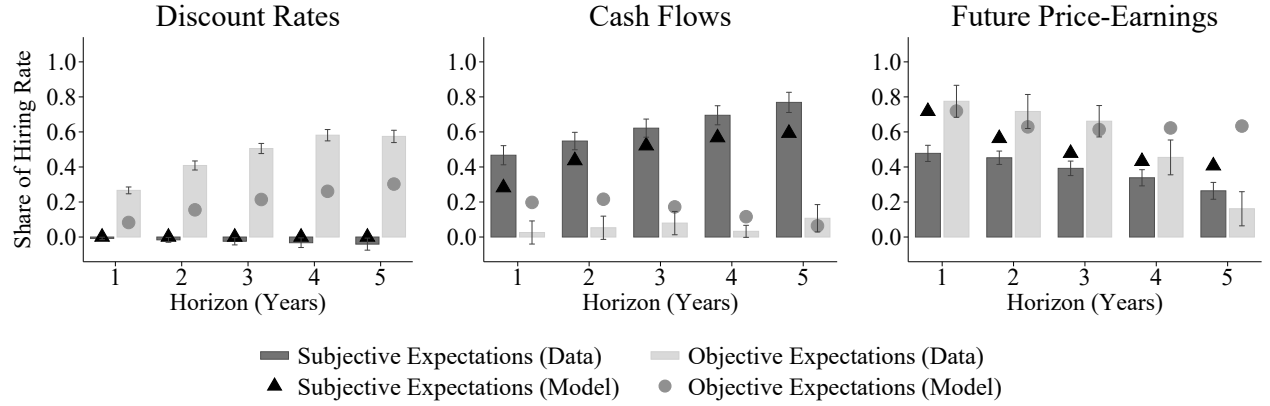 Discount Rates
Cash Flows
Future Price-Earnings
Share of Hiring Rate
1.0
0.8
0.6
0.4
0.2
0.0
1 2 3 4 5
Horizon (Years)
1.0
0.8
0.6
0.4
0.2
0.0
1 2 3 4 5
Horizon (Years)
1.0
0.8
0.6
0.4
0.2
0.0
1 2 3 4 5
Horizon (Years)
Subjective Expectations (Data)
Objective Expectations (Data)
Subjective Expectations (Model)
Objective Expectations (Model)